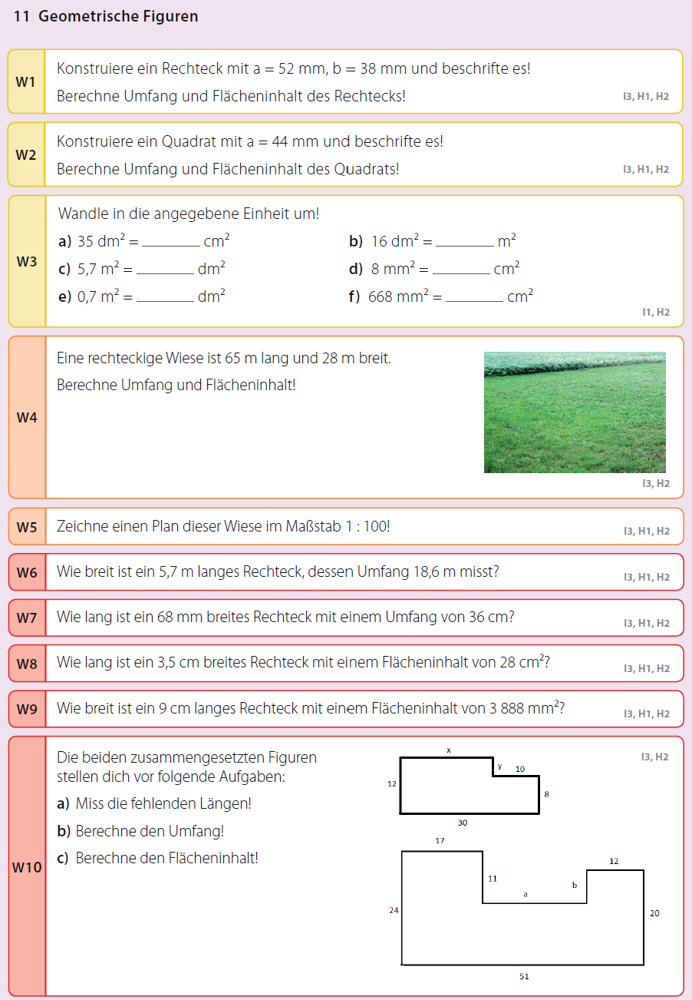 11 Geometrische Figuren
W1
Konstruiere ein Rechteck mit a = 52 mm, b = 38 mm und beschrifte es!
Berechne Umfang und Flächeninhalt des Rechtecks!
I3, H1, H2
W2
Konstruiere ein Quadrat mit a = 44 mm und beschrifte es!
Berechne Umfang und Flächeninhalt des Quadrats!
I3, H1, H2
W3
Wandle in die angegebene Einheit um!
a) 35 dm² = ________ cm²
b) 16 dm² = ________ m²
c) 5,7 m² = ________ dm²
d) 8 mm² = ________ cm²
e) 0,7 m² = ________ dm²
f) 668 mm² = ________ cm²
I1, H2
W4
Eine rechteckige Wiese ist 65 m lang und 28 m breit.
Berechne Umfang und Flächeninhalt!
I3, H2
W5
Zeichne einen Plan dieser Wiese im Maßstab 1 : 100!
I3, H1, H2
W6
Wie breit ist ein 5,7 m langes Rechteck, dessen Umfang 18,6 m misst?
I3, H1, H2
W7
Wie lang ist ein 68 mm breites Rechteck mit einem Umfang von 36 cm?
I3, H1, H2
W8
Wie lang ist ein 3,5 cm breites Rechteck mit einem Flächeninhalt von 28 cm²?
I3, H1, H2
W9
Wie breit ist ein 9 cm langes Rechteck mit einem Flächeninhalt von 3 888 mm²?
I3, H1, H2
W10
Die beiden zusammengesetzten Figuren
stellen dich vor folgende Aufgaben:
a) Miss die fehlenden Längen!
b) Berechne den Umfang!
c) Berechne den Flächeninhalt!
I3, H2
x
y
10
12
8
30
17
12
11
b
a
24
20
51